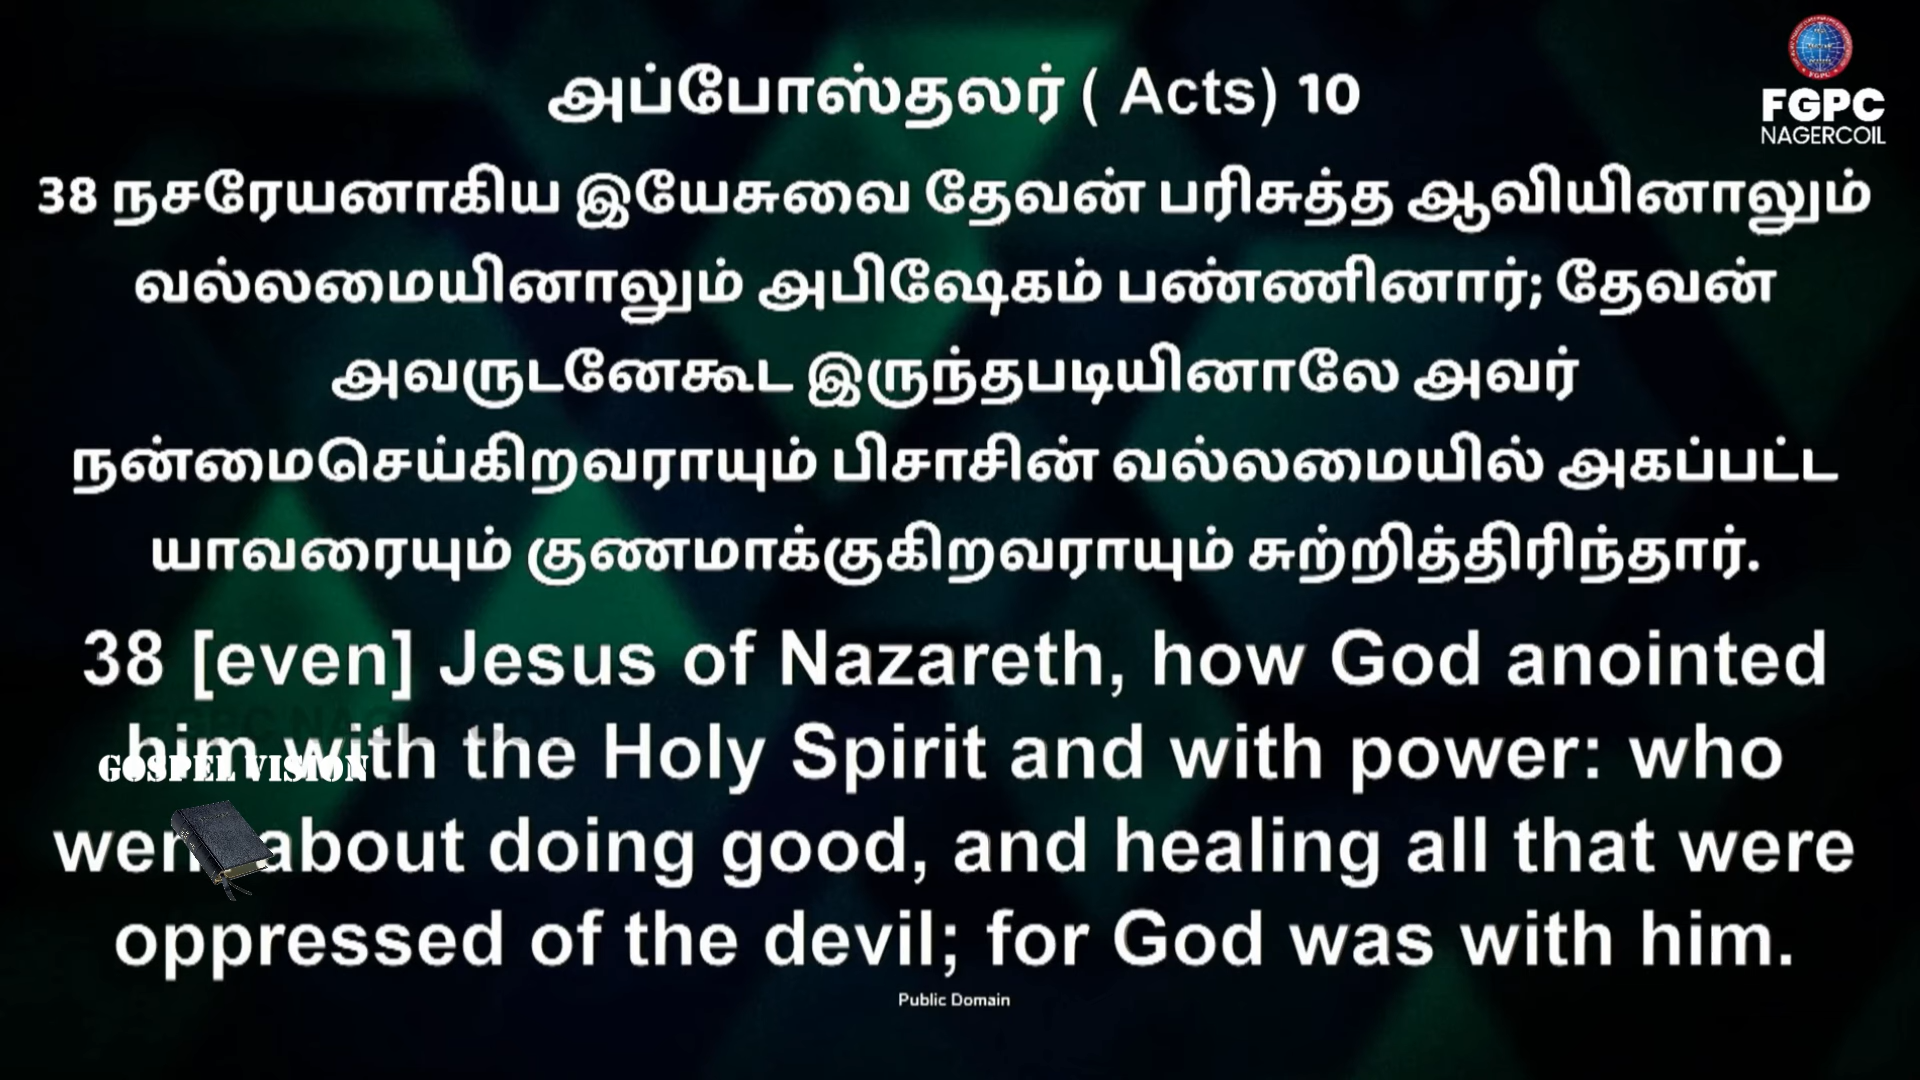 அப்போஸ்தலர் ( Acts) 10
FGPC
NAGERCOIL
38 நசரேயனாகிய இயேசுவை தேவன் பரிசுத்த ஆவியினாலும்
வல்லமையினாலும் அபிஷேகம் பண்ணினார்; தேவன்
அவருடனேகூட இருந்தபடியினாலே அவர்
நன்மைசெய்கிறவராயும் பிசாசின் வல்லமையில் அகப்பட்ட
யாவரையும் குணமாக்குகிறவராயும் சுற்றித்திரிந்தார்.
38 [even] Jesus of Nazareth, how God anointed
him with the Holy Spirit and with power: who
GOSPEL VISION
went about doing good, and healing all that were
oppressed of the devil; for God was with him.
Public Domain